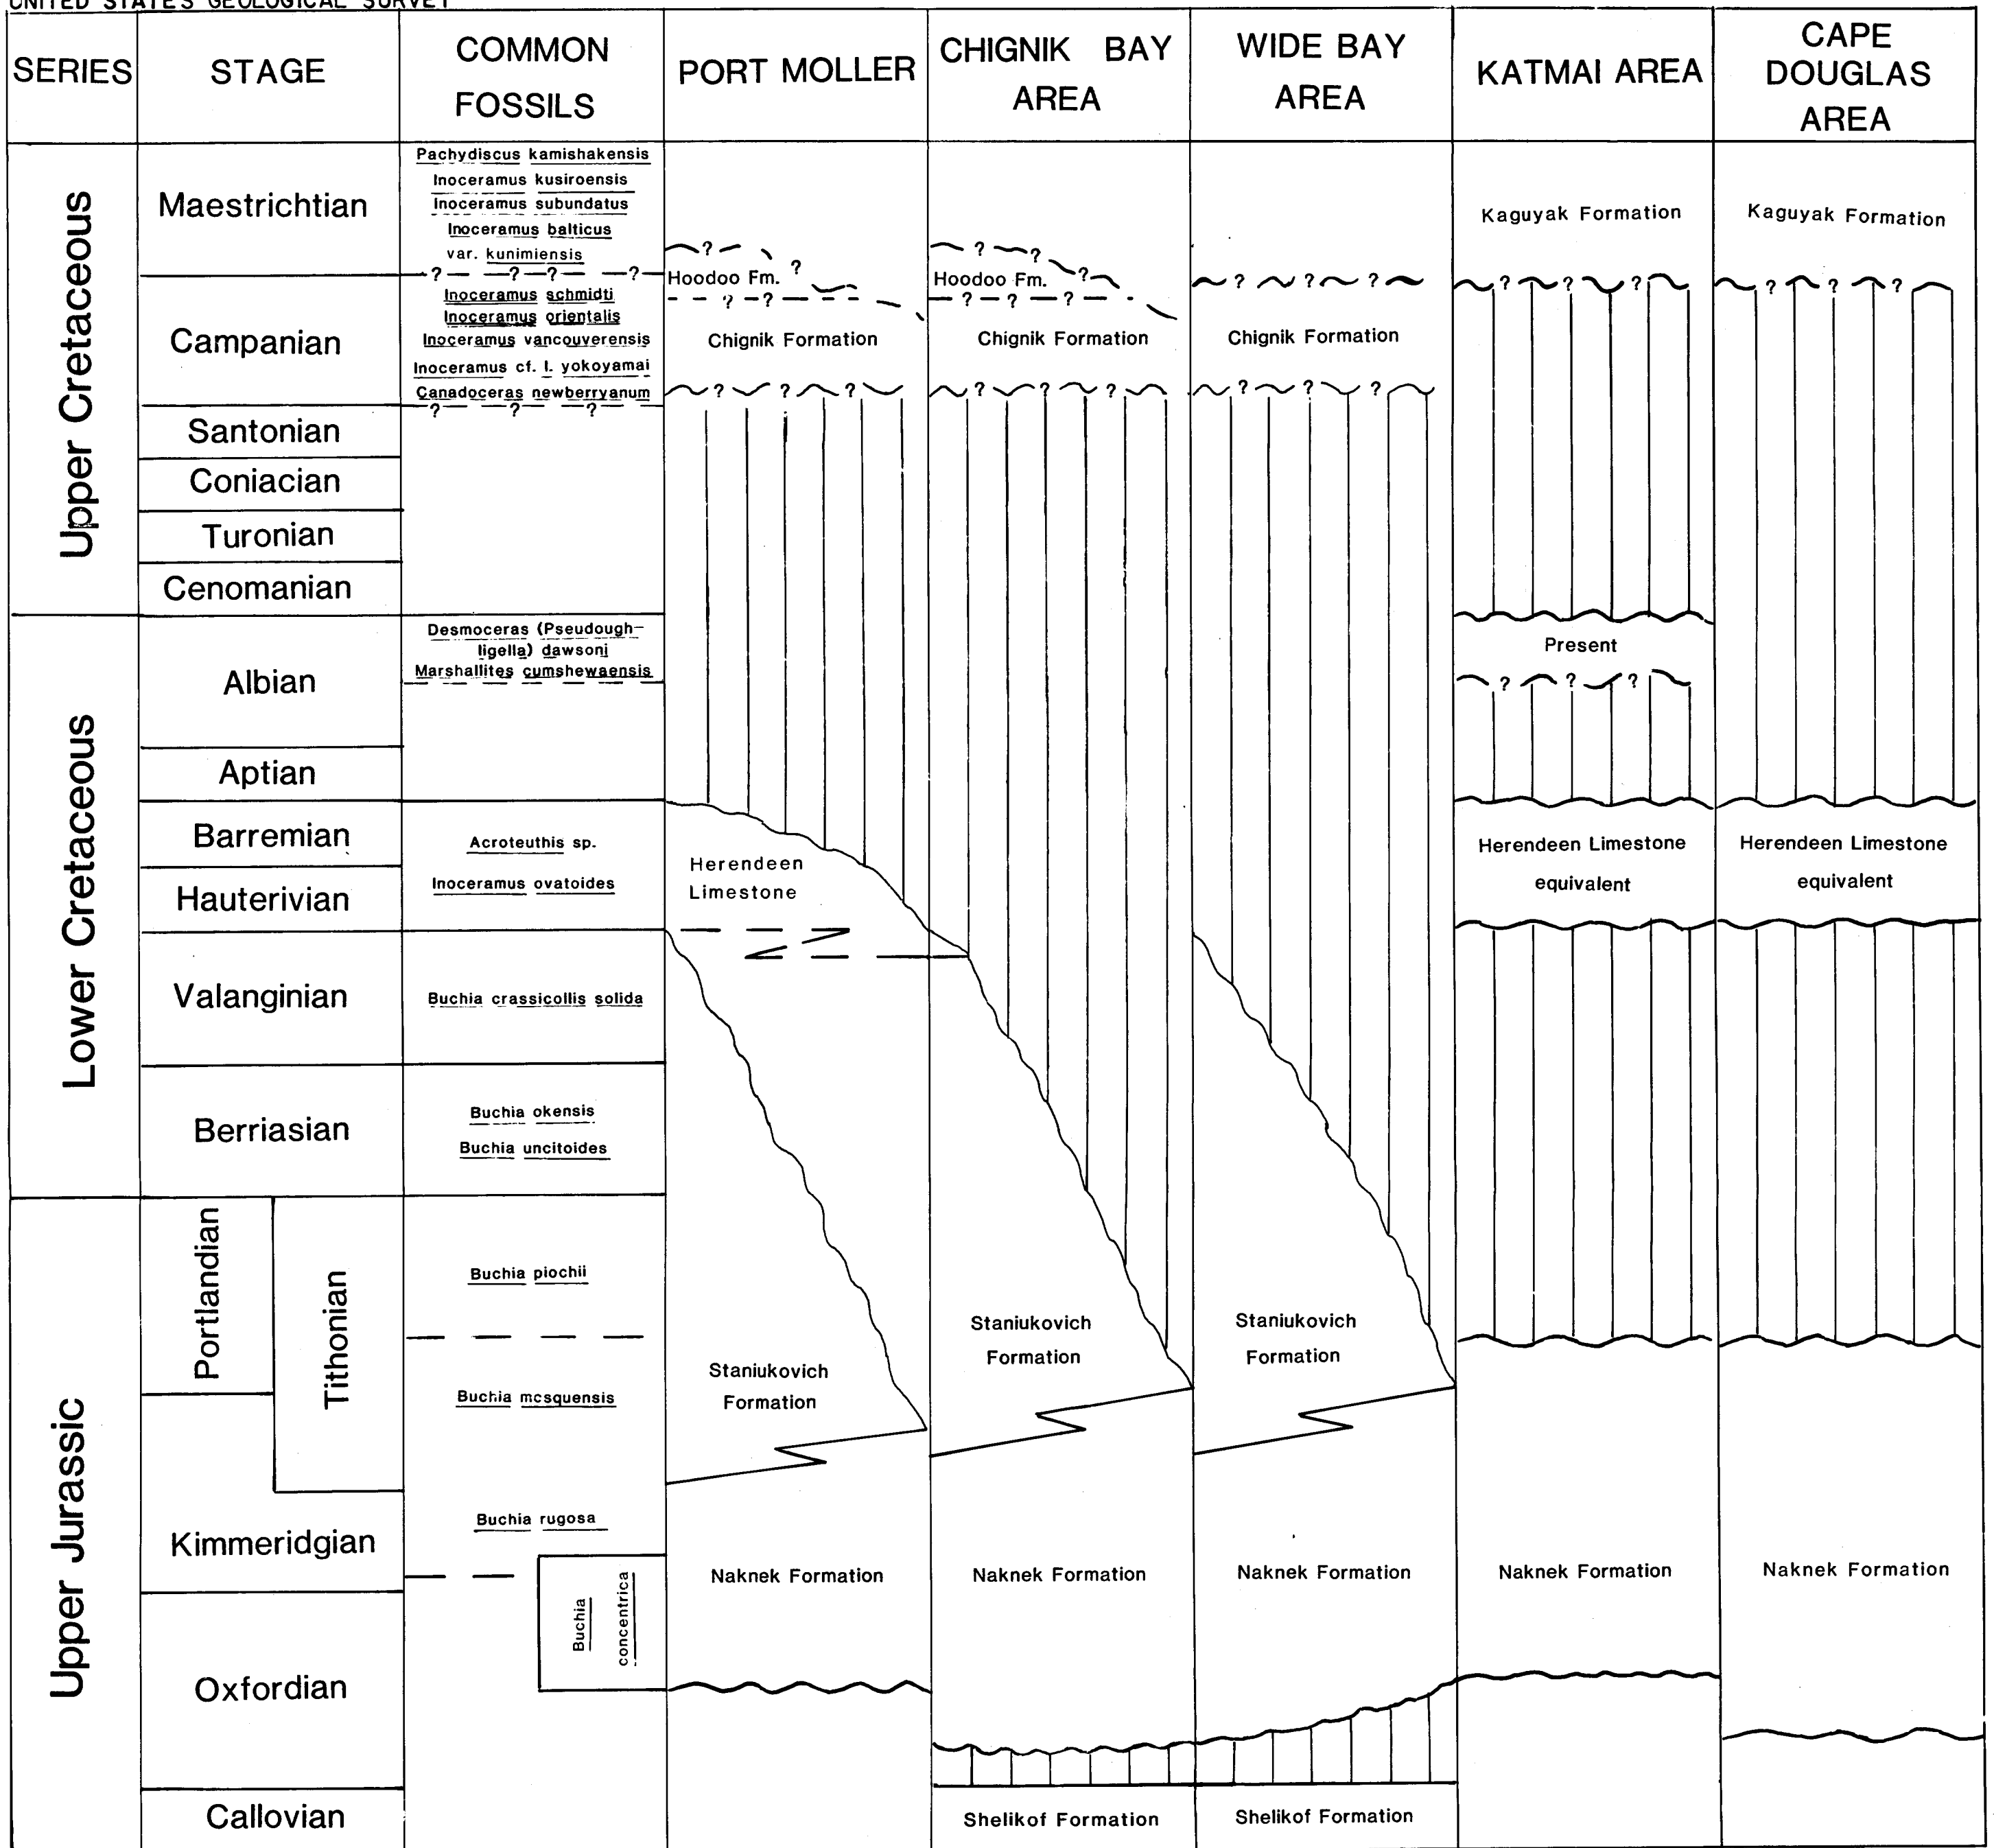 UNITED STATES GEOLOGICAL SURVEY
SERIES
STAGE
COMMON
FOSSILS
PORT MOLLER
CHIGNIK BAY
AREA
WIDE BAY
AREA
KATMAI AREA
CAPE
DOUGLAS
AREA
Upper Cretaceous
Maestrichtian
Pachydiscus kamishakensis
Inoceramus kusiroensis
Inoceramus subundatus
Inoceramus balticus
var. kunimiensis
? ? ? ?
Kaguyak Formation
Kaguyak Formation
? ?
Hoodoo Fm.
? ?
? ? ?
Hoodoo Fm.
? ? ?
? ? ?
? ?
? ? ?
Campanian
Inoceramus schmidti
Inoceramus orientalis
Inoceramus vancouverensis
Inoceramus cf. I. yokoyamai
Canadoceras newberryanum
? ? ?
Chignik Formation
Chignik Formation
Chignik Formation
? ? ?
? ? ?
? ? ?
Santonian
Coniacian
Turonian
Cenomanian
Lower Cretaceous
Albian
Desmoceras (Pseudough-
ligella) dawsoni
Marshallites cumshewaensis
Present
? ? ?
Aptian
Barremian
Acroteuthis sp.
Hauterivian
Inoceramus ovatoides
Herendeen
Limestone
Herendeen Limestone
equivalent
Herendeen Limestone
equivalent
Valanginian
Buchia crassicollis solida
Berriasian
Buchia okensis
Buchia uncitoides
Upper Jurassic
Portlandian
Tithonian
Buchia piochii
Buchia mcsquensis
Staniukovich
Formation
Staniukovich
Formation
Staniukovich
Formation
Kimmeridgian
Buchia rugosa
Buchia
concentrica
Naknek Formation
Naknek Formation
Naknek Formation
Naknek Formation
Naknek Formation
Oxfordian
Callovian
Shelikof Formation
Shelikof Formation